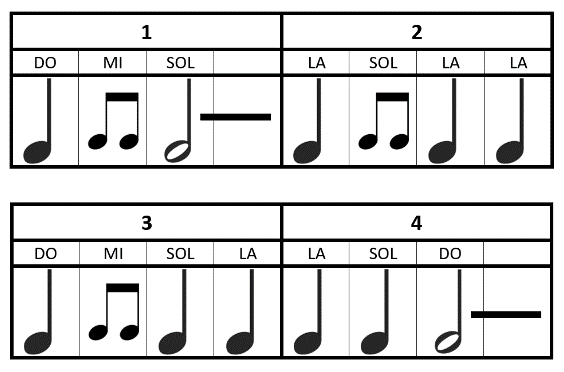 1 2
DO MI SOL LA SOL LA LA
3 4
DO MI SOL LA LA SOL DO